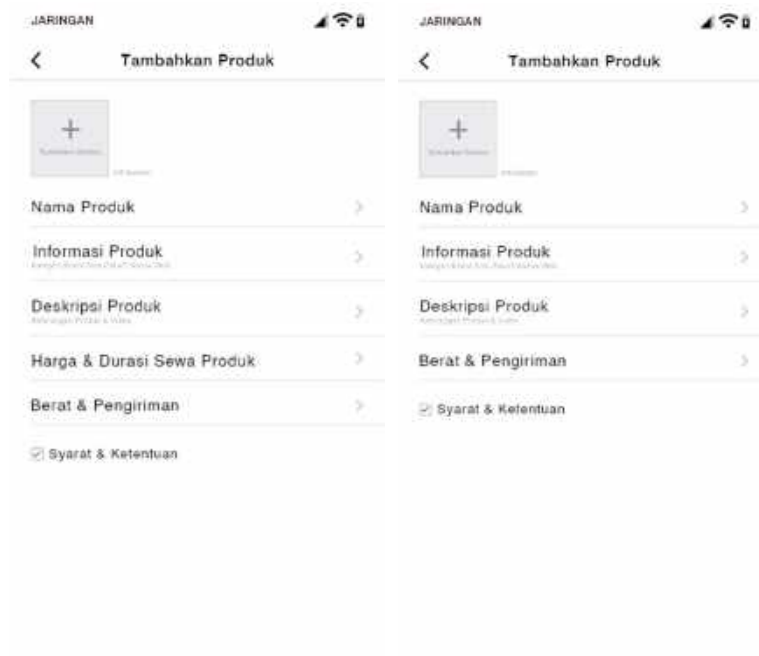 JARINGAN
Tambahkan Produk
Nama Produk
Informasi Produk
Deskripsi Produk
Harga & Durasi Sewa Produk
Berat & Pengiriman
Syarat & Ketentuan
JARINGAN
Tambahkan Produk
Nama Produk
Informasi Produk
Deskripsi Produk
Berat & Pengiriman
Syarat & Ketentuan